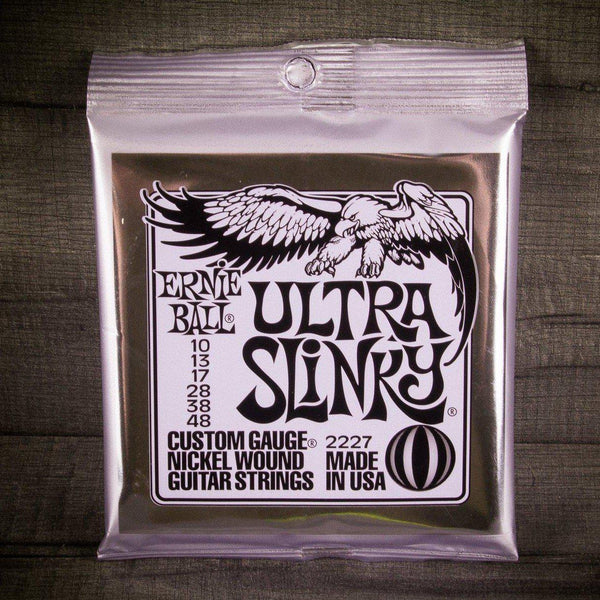 ERNIE
BALL®
ULTRA
SLINKY®
10
13
17
28
38
48
CUSTOM GAUGE®
NICKEL WOUND
GUITAR STRINGS
2227
MADE
IN USA